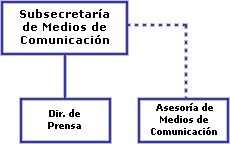 Subsecretaría
de Medios de
Comunicación
Dir. de
Prensa
Asesoría de
Medios de
Comunicación